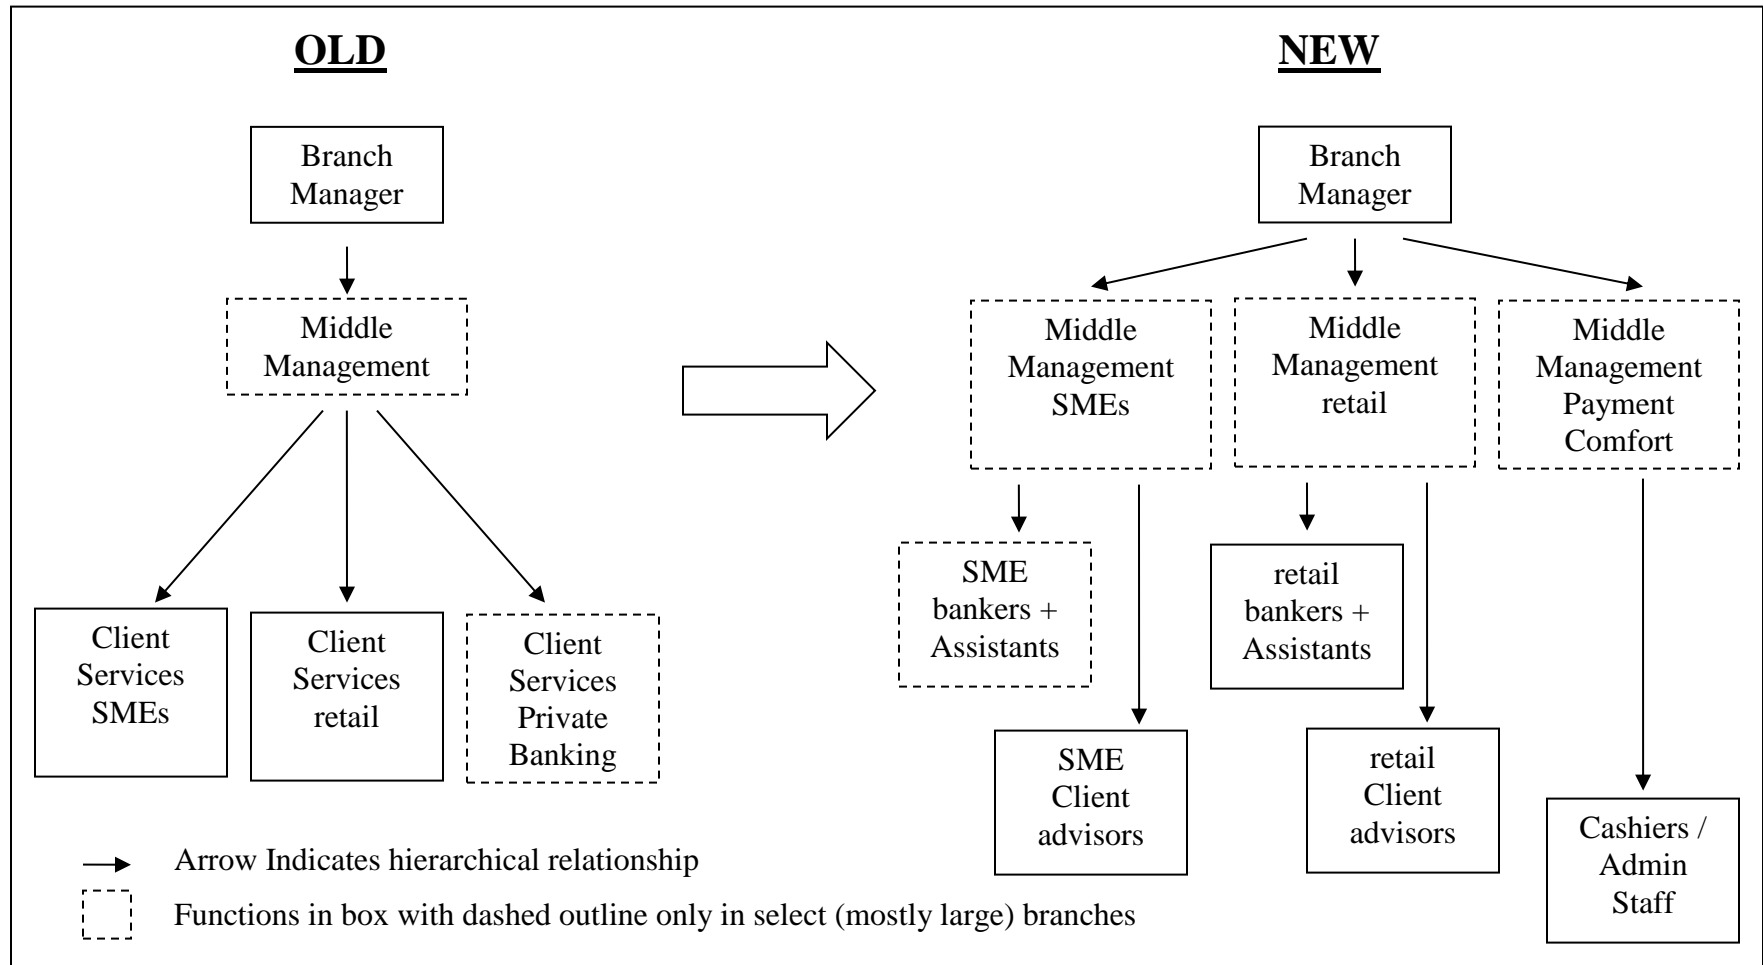 OLD
NEW
Branch
Manager
Middle
Management
Client
Services
SMEs
Client
Services
retail
Client
Services
Private
Banking
Branch
Manager
Middle
Management
SMEs
Middle
Management
retail
Middle
Management
Payment
Comfort
SME
bankers +
Assistants
retail
bankers +
Assistants
SME
Client
advisors
retail
Client
advisors
Cashiers /
Admin
Staff
Arrow Indicates hierarchical relationship
Functions in box with dashed outline only in select (mostly large) branches